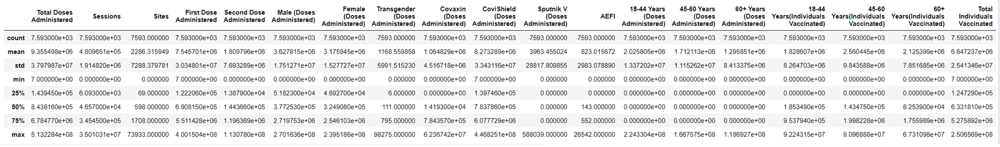 Total Doses Administered Sessions Sites First Dose Administered Second Dose Administered Male (Doses Administered) Female (Doses Administered) Transgender (Doses Administered) Covaxin (Doses Administered) CoviShield (Doses Administered) Sputnik V (Doses Administered) AEFI 18-44 Years (Doses Administered) 45-60 Years (Doses Administered) 60+ Years (Doses Administered) 18-44 Years(Individuals Vaccinated) 45-60 Years(Individuals Vaccinated) 60+ Years(Individuals Vaccinated) Total Individuals Vaccinated
count 7.593000e+03 7.593000e+03 7593.000000 7.593000e+03 7.593000e+03 7.593000e+03 7.593000e+03 7593.000000 7.593000e+03 7.593000e+03 7593.000000 7593.000000 7.593000e+03 7.593000e+03 7.593000e+03 7.593000e+03 7.593000e+03 7.593000e+03 7.593000e+03
mean 9.355498e+06 4.809651e+05 2286.315949 7.545701e+06 1.809796e+06 3.627815e+06 3.175945e+06 1168.559858 1.064829e+06 8.273289e+06 3963.455024 823.015672 2.025805e+06 1.712113e+06 1.295851e+06 1.828607e+06 2.560445e+06 2.125399e+06 6.647237e+06
std 3.797987e+07 1.914820e+06 7288.379781 3.034801e+07 7.693289e+06 1.751271e+07 1.527727e+07 5991.515230 4.516718e+06 3.343116e+07 28817.809855 2983.078890 1.337202e+07 1.115262e+07 8.413375e+06 8.264703e+06 9.843588e+06 7.851685e+06 2.541346e+07
min 7.000000e+00 0.000000e+00 0.000000 7.000000e+00 0.000000e+00 0.000000e+00 0.000000e+00 0.000000 0.000000e+00 7.000000e+00 0.000000 0.000000 0.000000e+00 0.000000e+00 0.000000e+00 0.000000e+00 0.000000e+00 0.000000e+00 7.000000e+00
25% 1.439450e+05 6.093000e+03 69.000000 1.222060e+05 1.387900e+04 5.182300e+04 4.692700e+04 6.000000 0.000000e+00 1.397460e+05 0.000000 0.000000 0.000000e+00 0.000000e+00 0.000000e+00 0.000000e+00 0.000000e+00 0.000000e+00 1.247290e+05
50% 8.438160e+05 4.657000e+04 598.000000 6.908150e+05 1.443660e+05 3.772530e+05 3.249080e+05 111.000000 1.419300e+04 7.837860e+05 0.000000 143.000000 0.000000e+00 0.000000e+00 0.000000e+00 1.853490e+05 1.434750e+05 8.253900e+04 6.331810e+05
75% 6.784770e+06 3.454500e+05 1708.000000 5.511428e+06 1.196369e+06 2.719753e+06 2.546103e+06 795.000000 7.843570e+05 6.077729e+06 0.000000 552.000000 0.000000e+00 0.000000e+00 0.000000e+00 9.537940e+05 1.998228e+06 1.755989e+06 5.275892e+06
max 5.132284e+08 3.501031e+07 73933.000000 4.001504e+08 1.130780e+08 2.701636e+08 2.395186e+08 98275.000000 6.236742e+07 4.468251e+08 588039.000000 26542.000000 2.243304e+08 1.667575e+08 1.186927e+08 9.224315e+07 9.096888e+07 6.731098e+07 2.506569e+08